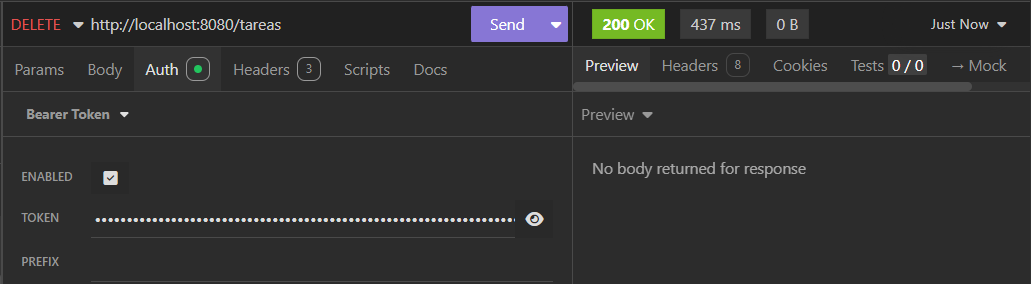 DELETE http://localhost:8080/tareas Send
Params Body Auth Headers 3 Scripts Docs
Bearer Token
ENABLED
TOKEN ••••••••••••••••••••••••••••••••••••••••••••••••••••••••••••••••••
PREFIX
200 OK 437 ms 0 B Just Now
Preview Headers 8 Cookies Tests 0 / 0 → Mock
Preview
No body returned for response